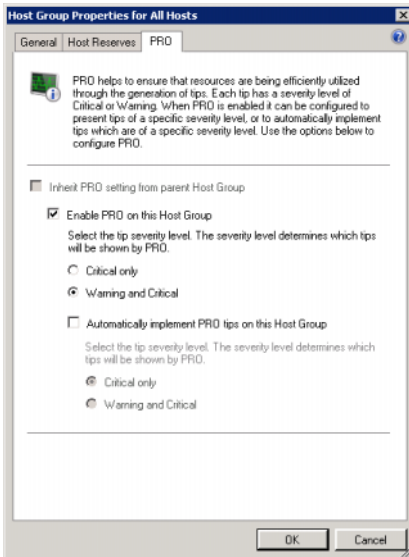 Host Group Properties for All Hosts
General Host Reserves PRO
PRO helps to ensure that resources are being efficiently utilized
through the generation of tips. Each tip has a severity level of
Critical or Warning. When PRO is enabled it can be configured to
present tips of a specific severity level, or to automatically implement
tips which are of a specific severity level. Use the options below to
configure PRO.
Inherit PRO setting from parent Host Group
Enable PRO on this Host Group
Select the tip severity level. The severity level determines which tips
will be shown by PRO.
Critical only
Warning and Critical
Automatically implement PRO tips on this Host Group
Select the tip severity level. The severity level determines which
tips will be shown by PRO.
Critical only
Warning and Critical
OK Cancel